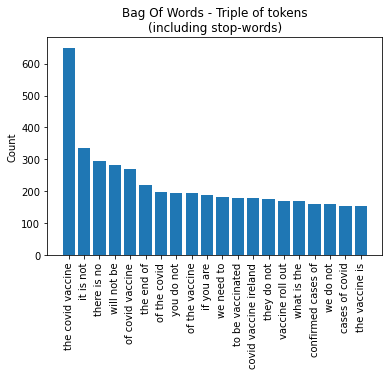 Bag Of Words - Triple of tokens
(including stop-words)
Count
600
500
400
300
200
100
0
the covid vaccine
it is not
there is no
will not be
of covid vaccine
the end of
of the covid
you do not
of the vaccine
if you are
we need to
to be vaccinated
covid vaccine ireland
they do not
vaccine roll out
what is the
confirmed cases of
we do not
cases of covid
the vaccine is